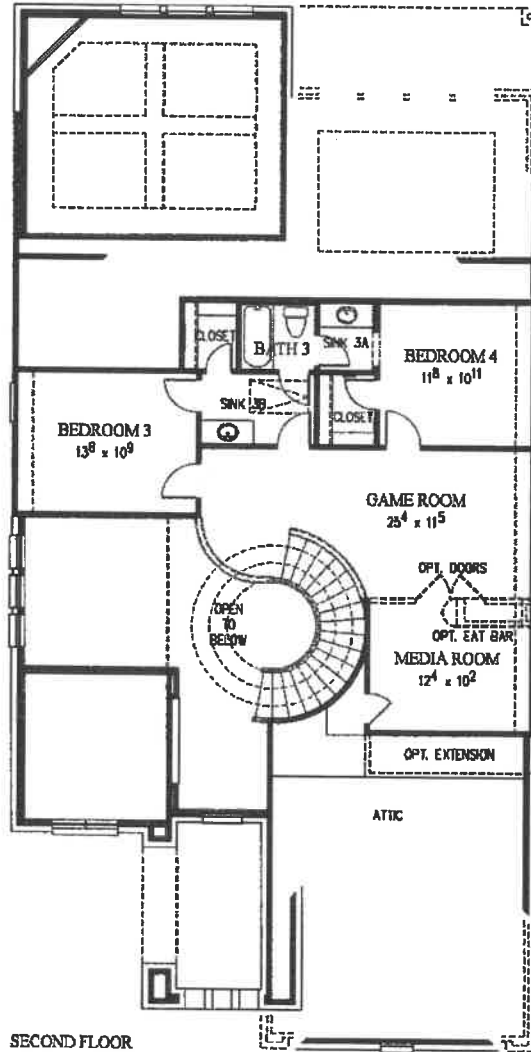 CLOSET
BATH 3
SINK 3A
BEDROOM 4
11⁸ x 10¹¹
SINK 3B
CLOSET
BEDROOM 3
13⁸ x 10⁹
GAME ROOM
25⁴ x 11⁵
OPT. DOORS
OPEN
TO
BELOW
OPT. EAT BAR
MEDIA ROOM
12⁴ x 10²
OPT. EXTENSION
ATTIC
SECOND FLOOR